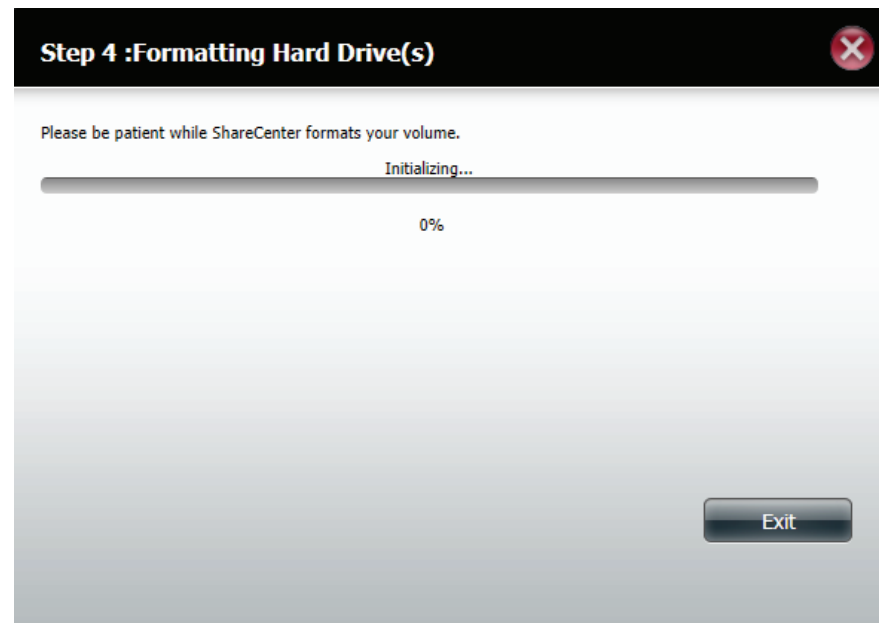 Step 4 :Formatting Hard Drive(s)
Please be patient while ShareCenter formats your volume.
Initializing...
0%
Exit